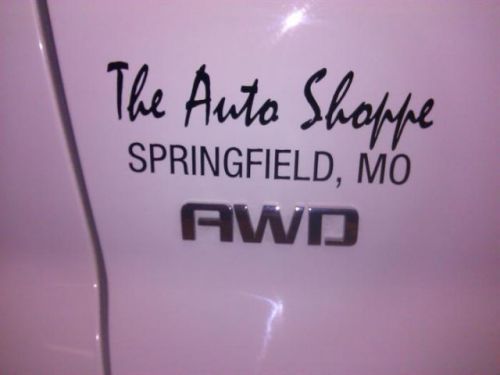 The Auto Shoppe
SPRINGFIELD, MO
AWD